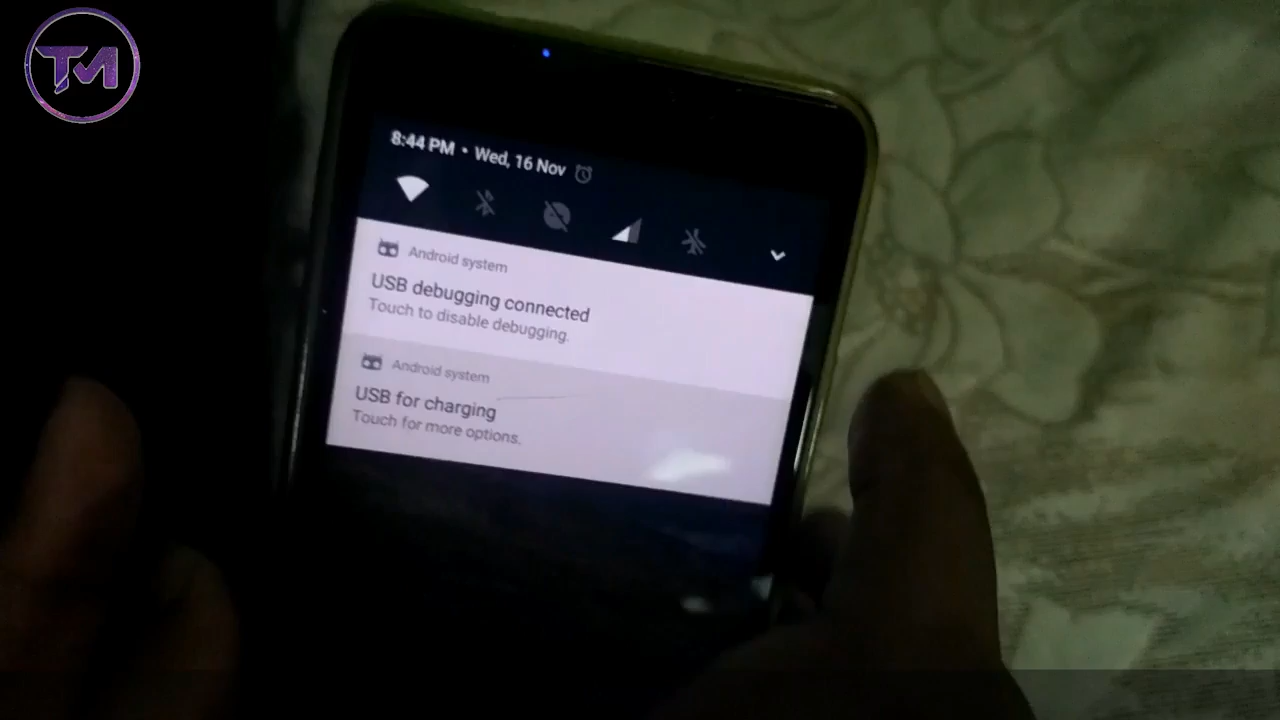 TM
8:44 PM • Wed, 16 Nov
Android system
USB debugging connected
Touch to disable debugging.
Android system
USB for charging
Touch for more options.